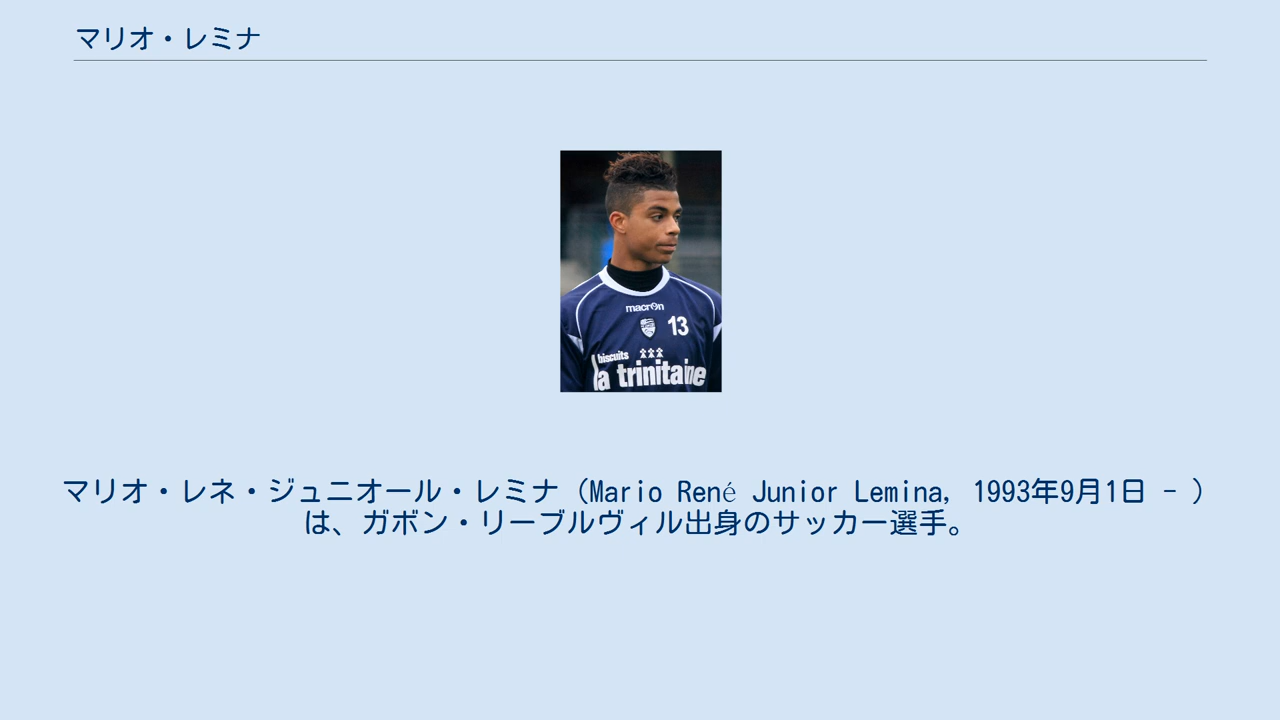 マリオ・レミナ
macron
13
biscuits
la trinitaine
マリオ・レネ・ジュニオール・レミナ（Mario René Junior Lemina, 1993年9月1日 - ）
は、ガボン・リーブルヴィル出身のサッカー選手。